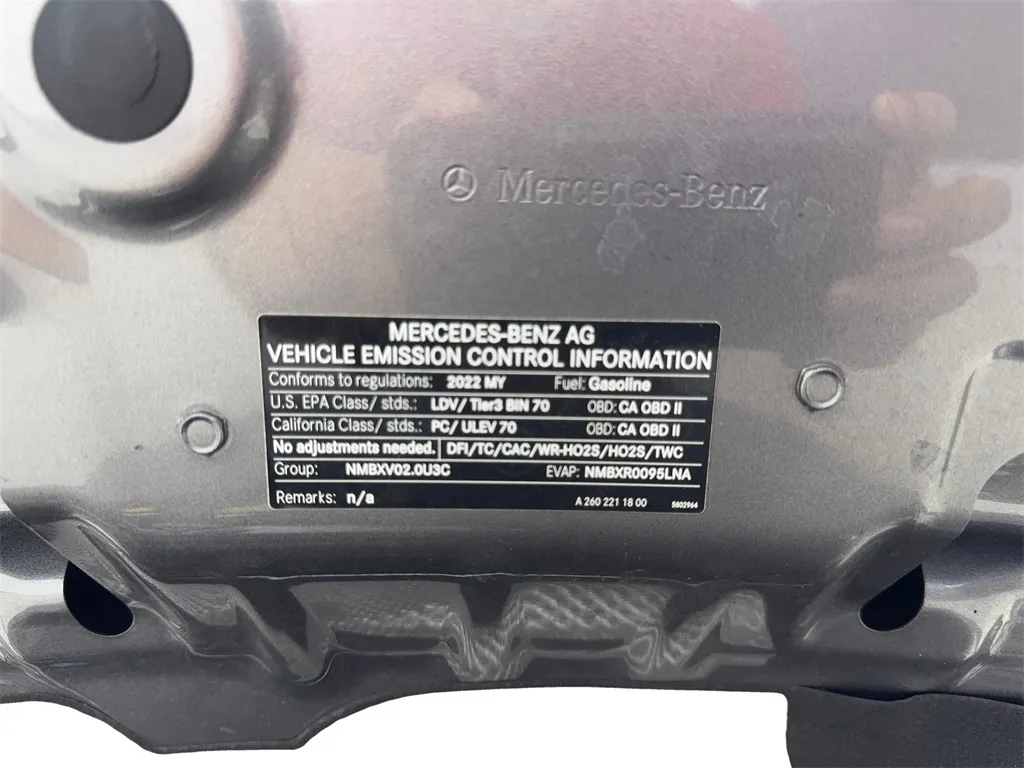 Mercedes-Benz
MERCEDES-BENZ AG
VEHICLE EMISSION CONTROL INFORMATION
Conforms to regulations: 2022 MY Fuel: Gasoline
U.S. EPA Class/ stds.: LDV/ Tier3 BIN 70 OBD: CA OBD II
California Class/ stds.: PC/ ULEV 70 OBD: CA OBD II
No adjustments needed. DFI/TC/CAC/WR-HO2S/HO2S/TWC
Group: NMBXV02.0U3C EVAP: NMBXR0095LNA
Remarks: n/a A 260 221 18 00 5802964